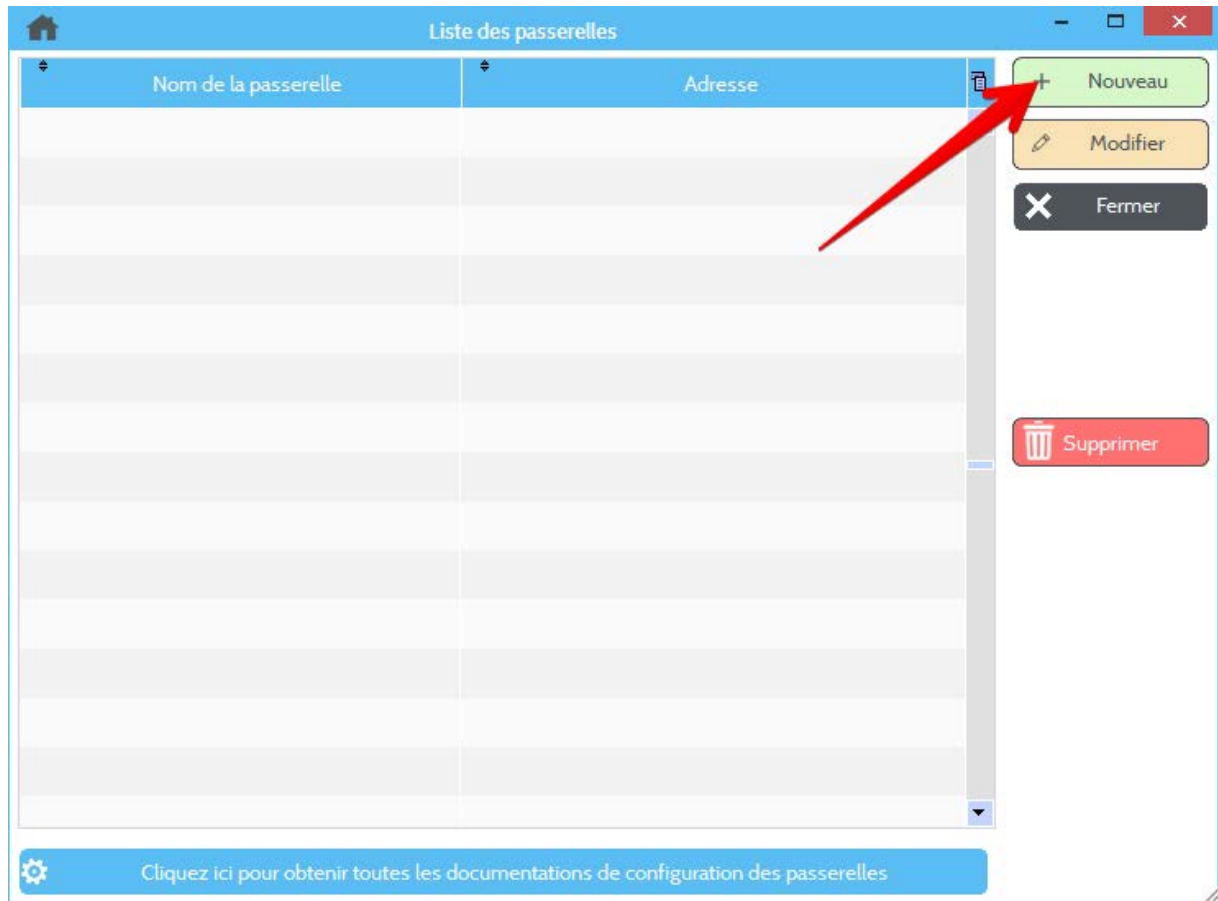 Liste des passerelles
Nom de la passerelle Adresse
Nouveau
Modifier
Fermer
Supprimer
Cliquez ici pour obtenir toutes les documentations de configuration des passerelles